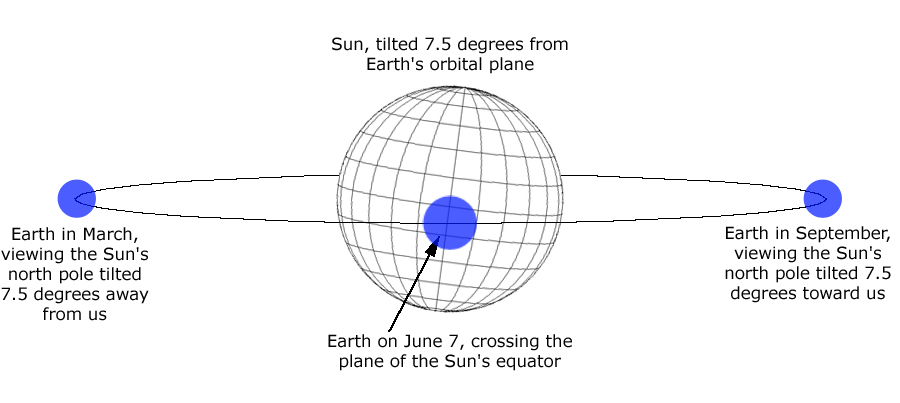 Sun, tilted 7.5 degrees from
Earth's orbital plane
Earth in March,
viewing the Sun's
north pole tilted
7.5 degrees away
from us
Earth in September,
viewing the Sun's
north pole tilted 7.5
degrees toward us
Earth on June 7, crossing the
plane of the Sun's equator